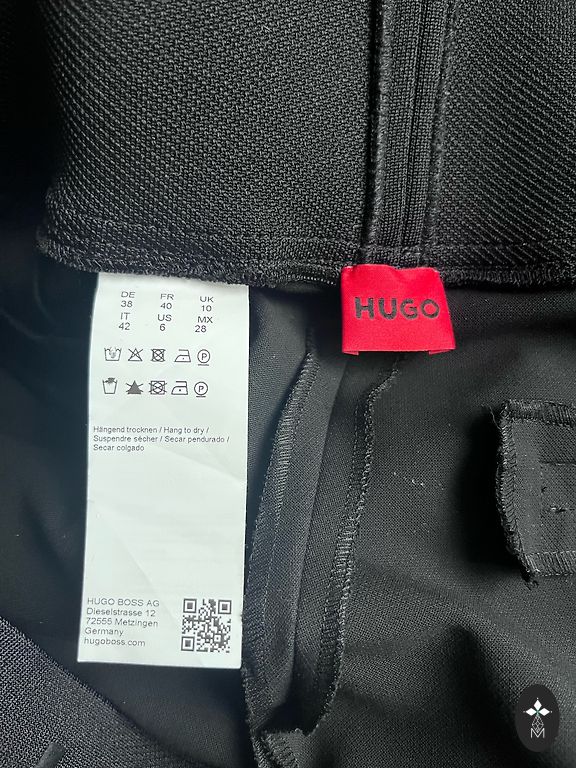 DE FR UK
38 40 10
IT US MX
42 6 28
Hängend trocknen / Hang to dry /
Suspendre sécher / Secar pendurado /
Secar colgado
HUGO BOSS AG
Dieselstrasse 12
72555 Metzingen
Germany
hugoboss.com
HUGO
M